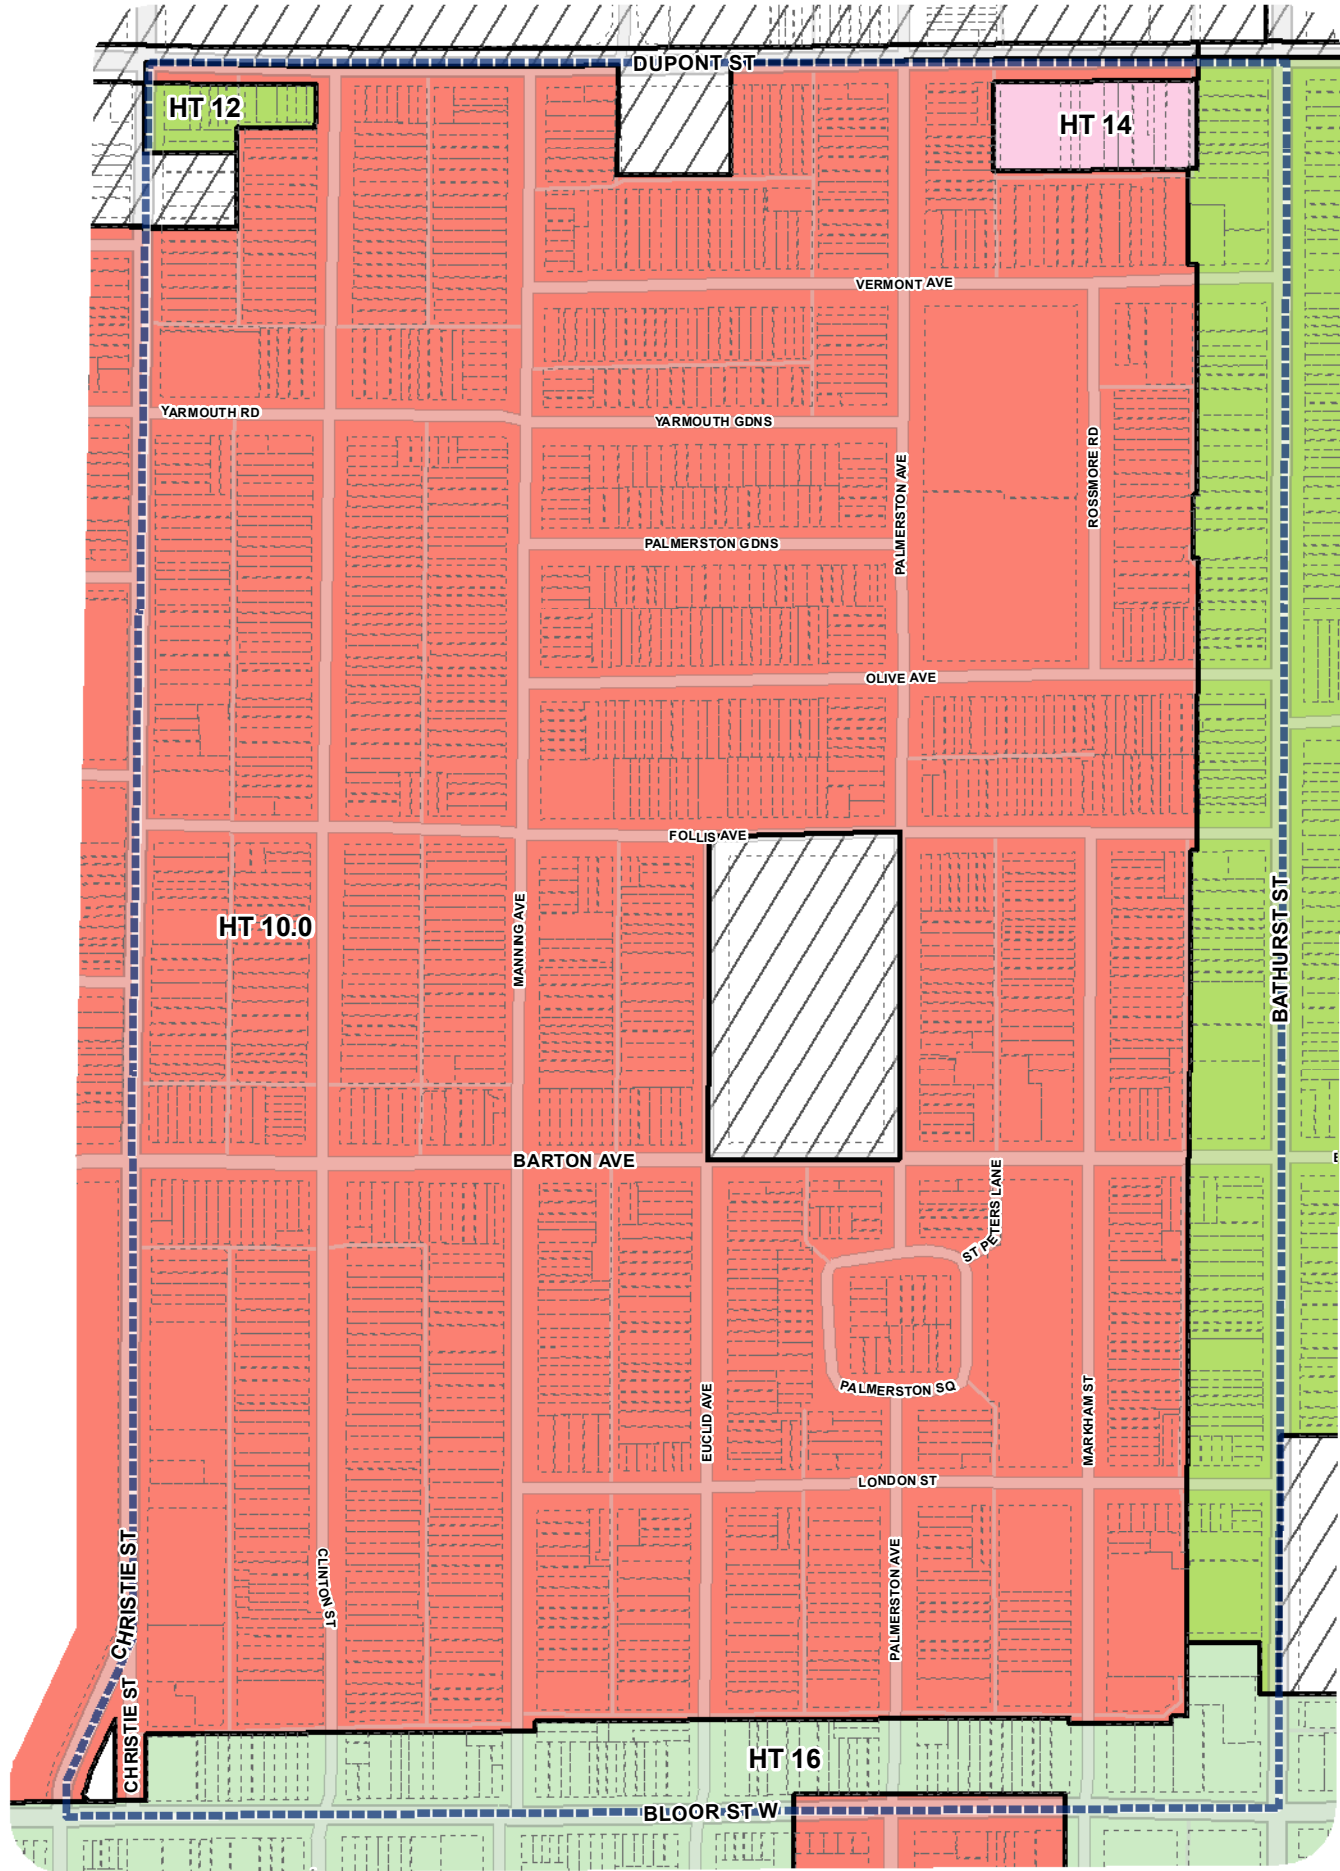 DUPONT ST
HT 12
HT 14
VERMONT AVE
YARMOUTH RD
YARMOUTH GDNS
PALMERSTON AVE
ROSSMORE RD
PALMERSTON GDNS
OLIVE AVE
FOLLIS AVE
HT 10.0
MANNING AVE
BATHURST ST
BARTON AVE
ST PETERS LANE
PALMERSTON SQ
EUCLID AVE
MARKHAM ST
LONDON ST
CHRISTIE ST
CLINTON ST
PALMERSTON AVE
CHRISTIE ST
HT 16
BLOOR ST W